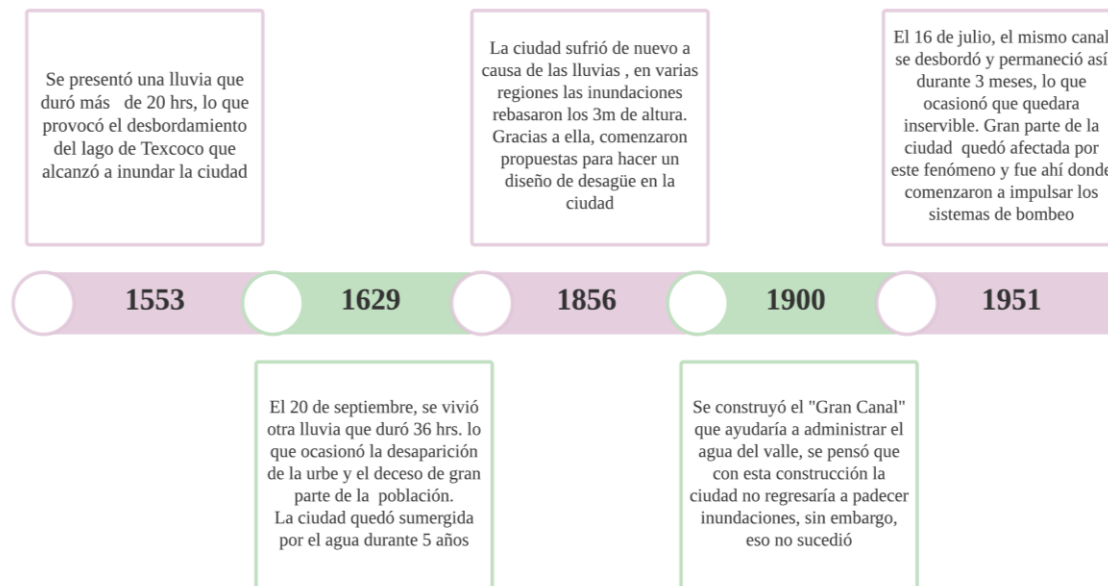 Se presentó una lluvia que
duró más de 20 hrs, lo que
provocó el desbordamiento
del lago de Texcoco que
alcanzó a inundar la ciudad
La ciudad sufrió de nuevo a
causa de las lluvias , en varias
regiones las inundaciones
rebasaron los 3m de altura.
Gracias a ella, comenzaron
propuestas para hacer un
diseño de desagüe en la
ciudad
El 16 de julio, el mismo canal
se desbordó y permaneció así
durante 3 meses, lo que
ocasionó que quedara
inservible. Gran parte de la
ciudad quedó afectada por
este fenómeno y fue ahí donde
comenzaron a impulsar los
sistemas de bombeo
1553 1629 1856 1900 1951
El 20 de septiembre, se vivió
otra lluvia que duró 36 hrs. lo
que ocasionó la desaparición
de la urbe y el deceso de gran
parte de la población.
La ciudad quedó sumergida
por el agua durante 5 años
Se construyó el "Gran Canal"
que ayudaría a administrar el
agua del valle, se pensó que
con esta construcción la
ciudad no regresaría a padecer
inundaciones, sin embargo,
eso no sucedió